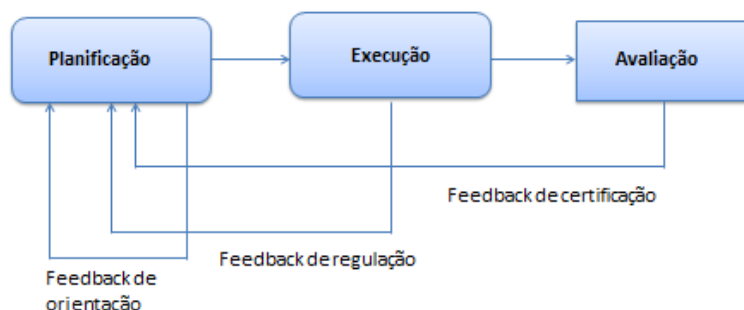 Planificação
Execução
Avaliação
Feedback de certificação
Feedback de regulação
Feedback de
orientação